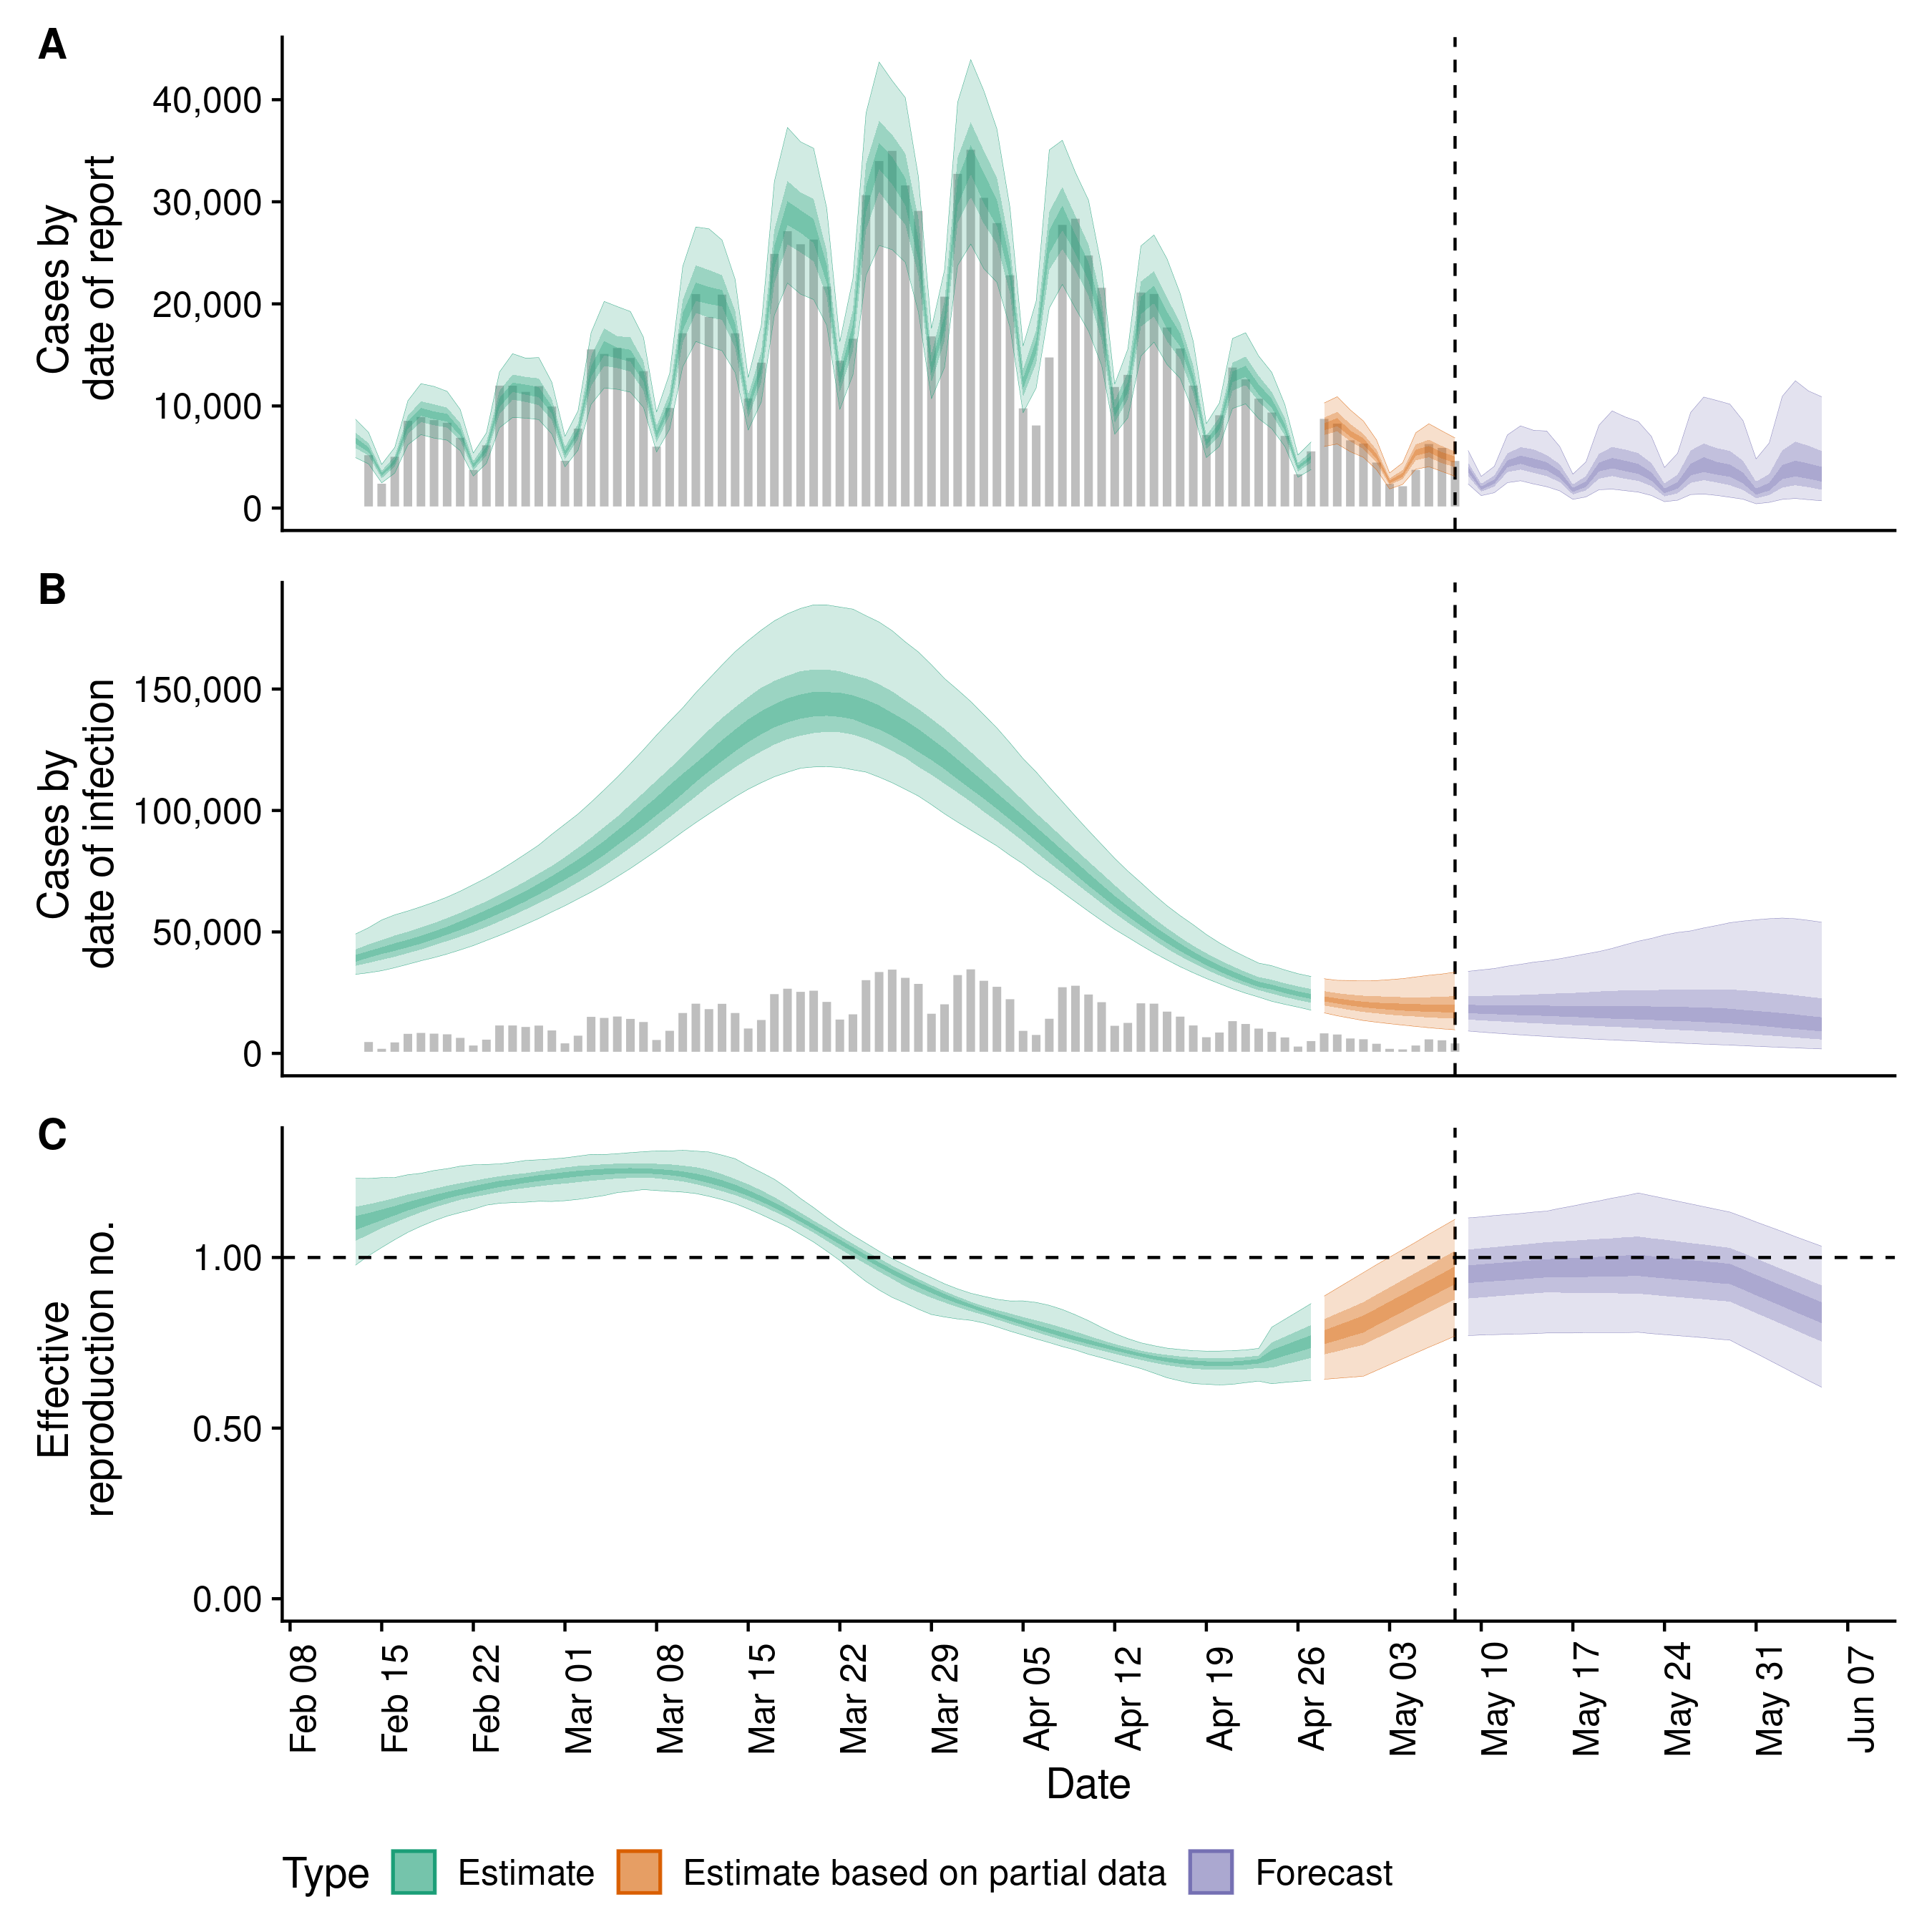 A
Cases by
date of report
40,000
30,000
20,000
10,000
0
B
Cases by
date of infection
150,000
100,000
50,000
0
C
Effective
reproduction no.
1.00
0.50
0.00
Feb 08
Feb 15
Feb 22
Mar 01
Mar 08
Mar 15
Mar 22
Mar 29
Apr 05
Apr 12
Apr 19
Apr 26
May 03
May 10
May 17
May 24
May 31
Jun 07
Date
Type Estimate Estimate based on partial data Forecast